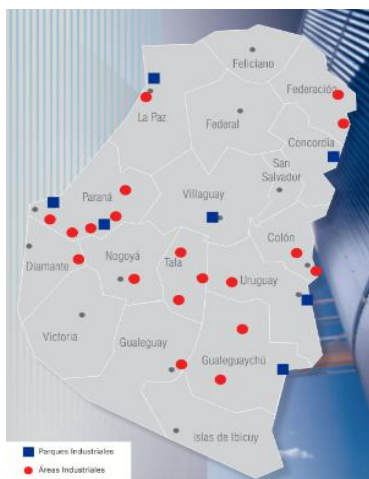 Feliciano
Federación
La Paz
Federal
Concordia
San
Salvador
Paraná
Villaguay
Colón
Diamante
Nogoyá
Tala
Uruguay
Victoria
Gualeguay
Gualeguaychú
Islas de Ibicuy
Parques Industriales
Áreas Industriales